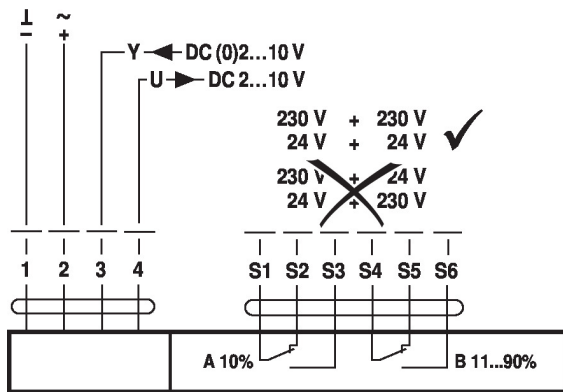 ⊥ ~
– +
Y DC (0)2...10 V
U DC 2...10 V
230 V + 230 V
24 V + 24 V
230 V + 24 V
24 V + 230 V
1 2 3 4 S1 S2 S3 S4 S5 S6
A 10% B 11...90%